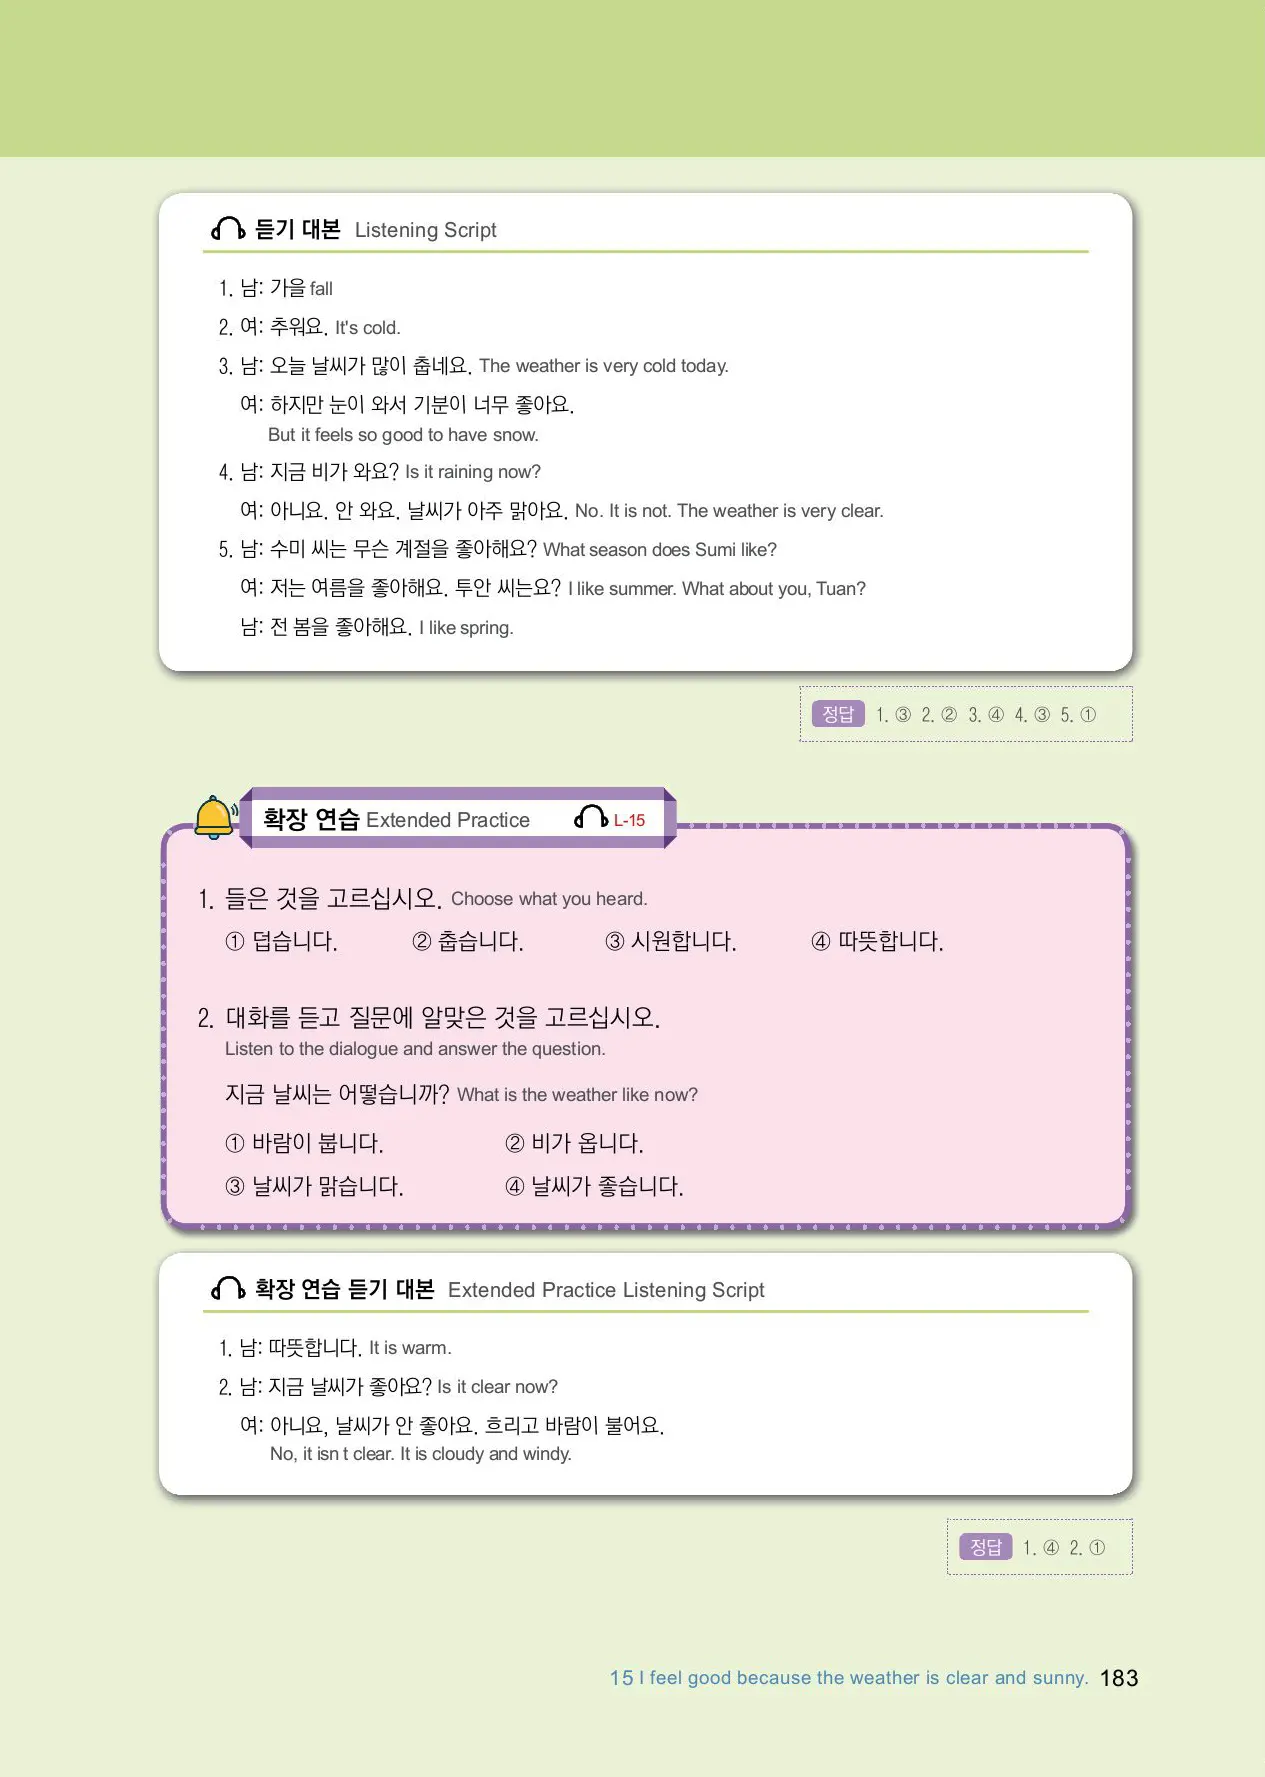 듣기 대본 Listening Script
1. 남: 가을 fall
2. 여: 추워요. It's cold.
3. 남: 오늘 날씨가 많이 춥네요. The weather is very cold today.
여: 하지만 눈이 와서 기분이 너무 좋아요.
But it feels so good to have snow.
4. 남: 지금 비가 와요? Is it raining now?
여: 아니요. 안 와요. 날씨가 아주 맑아요. No. It is not. The weather is very clear.
5. 남: 수미 씨는 무슨 계절을 좋아해요? What season does Sumi like?
여: 저는 여름을 좋아해요. 투안 씨는요? I like summer. What about you, Tuan?
남: 전 봄을 좋아해요. I like spring.
정답 1. ③ 2. ② 3. ④ 4. ③ 5. ①
확장 연습 Extended Practice L-15
1. 들은 것을 고르십시오. Choose what you heard.
① 덥습니다. ② 춥습니다. ③ 시원합니다. ④ 따뜻합니다.
2. 대화를 듣고 질문에 알맞은 것을 고르십시오.
Listen to the dialogue and answer the question.
지금 날씨는 어떻습니까? What is the weather like now?
① 바람이 붑니다. ② 비가 옵니다.
③ 날씨가 맑습니다. ④ 날씨가 좋습니다.
확장 연습 듣기 대본 Extended Practice Listening Script
1. 남: 따뜻합니다. It is warm.
2. 남: 지금 날씨가 좋아요? Is it clear now?
여: 아니요, 날씨가 안 좋아요. 흐리고 바람이 불어요.
No, it isn t clear. It is cloudy and windy.
정답 1. ④ 2. ①
15 I feel good because the weather is clear and sunny. 183